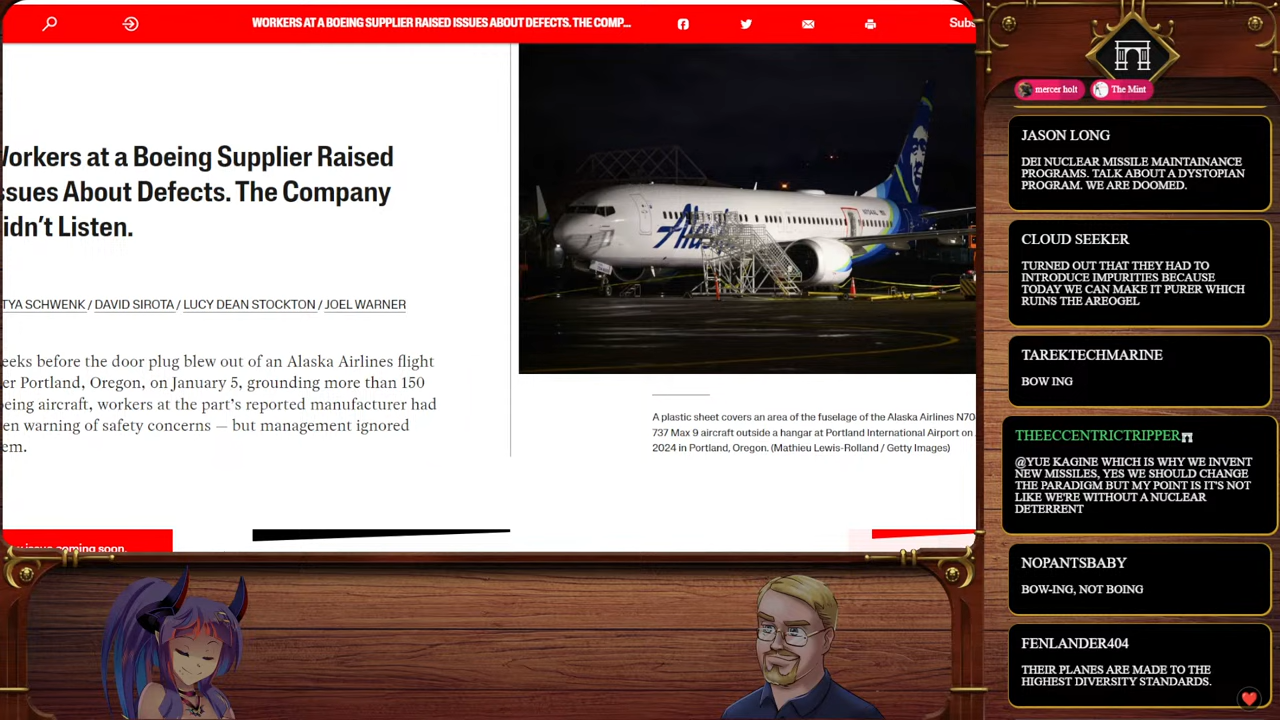 WORKERS AT A BOEING SUPPLIER RAISED ISSUES ABOUT DEFECTS. THE COMP...
Subs
Workers at a Boeing Supplier Raised
ssues About Defects. The Company
idn't Listen.
TYA SCHWENK / DAVID SIROTA / LUCY DEAN STOCKTON / JOEL WARNER
eeks before the door plug blew out of an Alaska Airlines flight
er Portland, Oregon, on January 5, grounding more than 150
oeing aircraft, workers at the part's reported manufacturer had
en warning of safety concerns — but management ignored
em.
Alaska
A plastic sheet covers an area of the fuselage of the Alaska Airlines N70
737 Max 9 aircraft outside a hangar at Portland International Airport on
2024 in Portland, Oregon. (Mathieu Lewis-Rolland / Getty Images)
issue coming soon.
mercer holt
The Mint
JASON LONG
DEI NUCLEAR MISSILE MAINTAINANCE
PROGRAMS. TALK ABOUT A DYSTOPIAN
PROGRAM. WE ARE DOOMED.
CLOUD SEEKER
TURNED OUT THAT THEY HAD TO
INTRODUCE IMPURITIES BECAUSE
TODAY WE CAN MAKE IT PURER WHICH
RUINS THE AREOGEL
TAREKTECHMARINE
BOW ING
THEECCENTRICTRIPPER
@YUE KAGINE WHICH IS WHY WE INVENT
NEW MISSILES, YES WE SHOULD CHANGE
THE PARADIGM BUT MY POINT IS IT'S NOT
LIKE WE'RE WITHOUT A NUCLEAR
DETERRENT
NOPANTSBABY
BOW-ING, NOT BOING
FENLANDER404
THEIR PLANES ARE MADE TO THE
HIGHEST DIVERSITY STANDARDS.